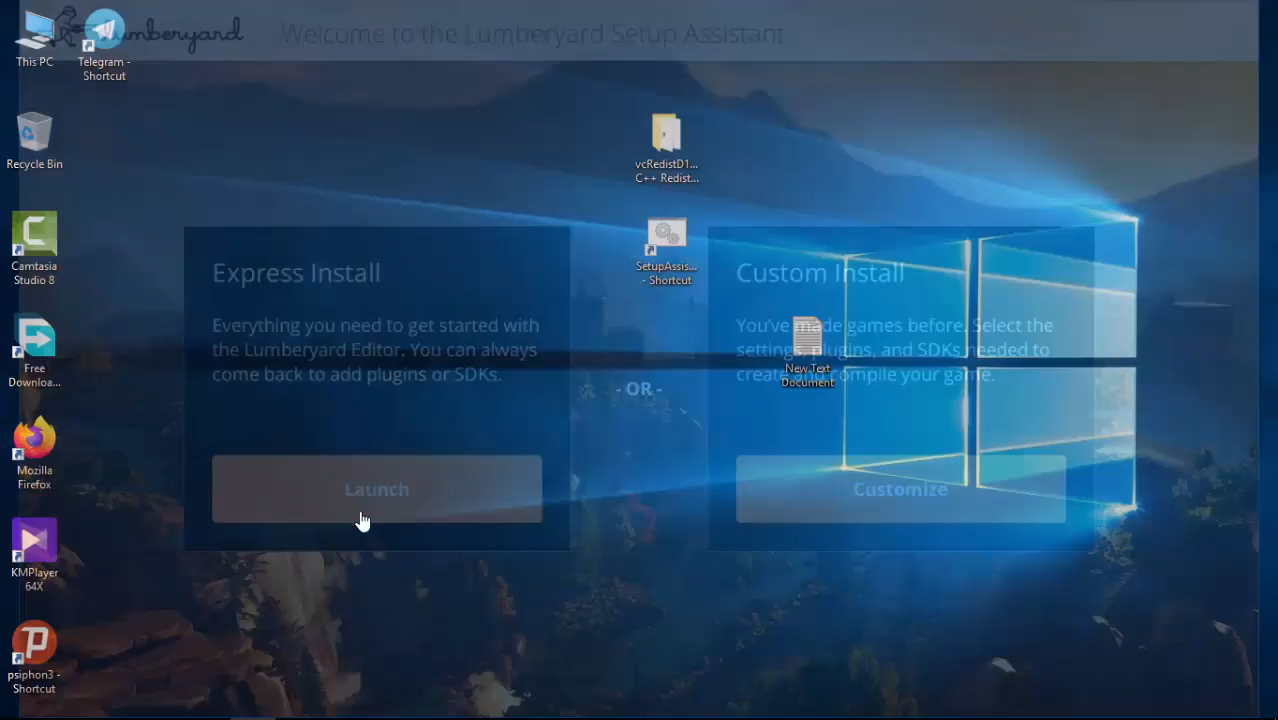 Lumberyard
Welcome to the Lumberyard Setup Assistant
This PC
Telegram -
Shortcut
Recycle Bin
vcRedistD1...
C++ Redist...
Camtasia
Studio 8
SetupAssis...
- Shortcut
Express Install
Everything you need to get started with
the Lumberyard Editor. You can always
come back to add plugins or SDKs.
Launch
- OR -
Custom Install
You've made games before. Select the
settings, plugins, and SDKs needed to
create and compile your game.
Customize
New Text
Document
Free
Downloa...
Mozilla
Firefox
KMPlayer
64X
psiphon3 -
Shortcut